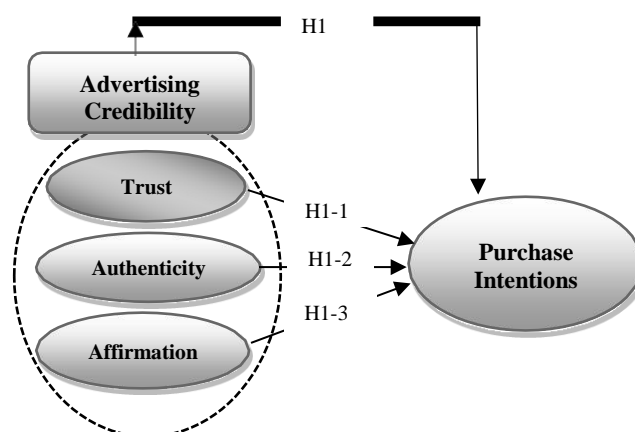 H1
Advertising
Credibility
Trust
H1-1
Authenticity
H1-2
Purchase
Intentions
H1-3
Affirmation